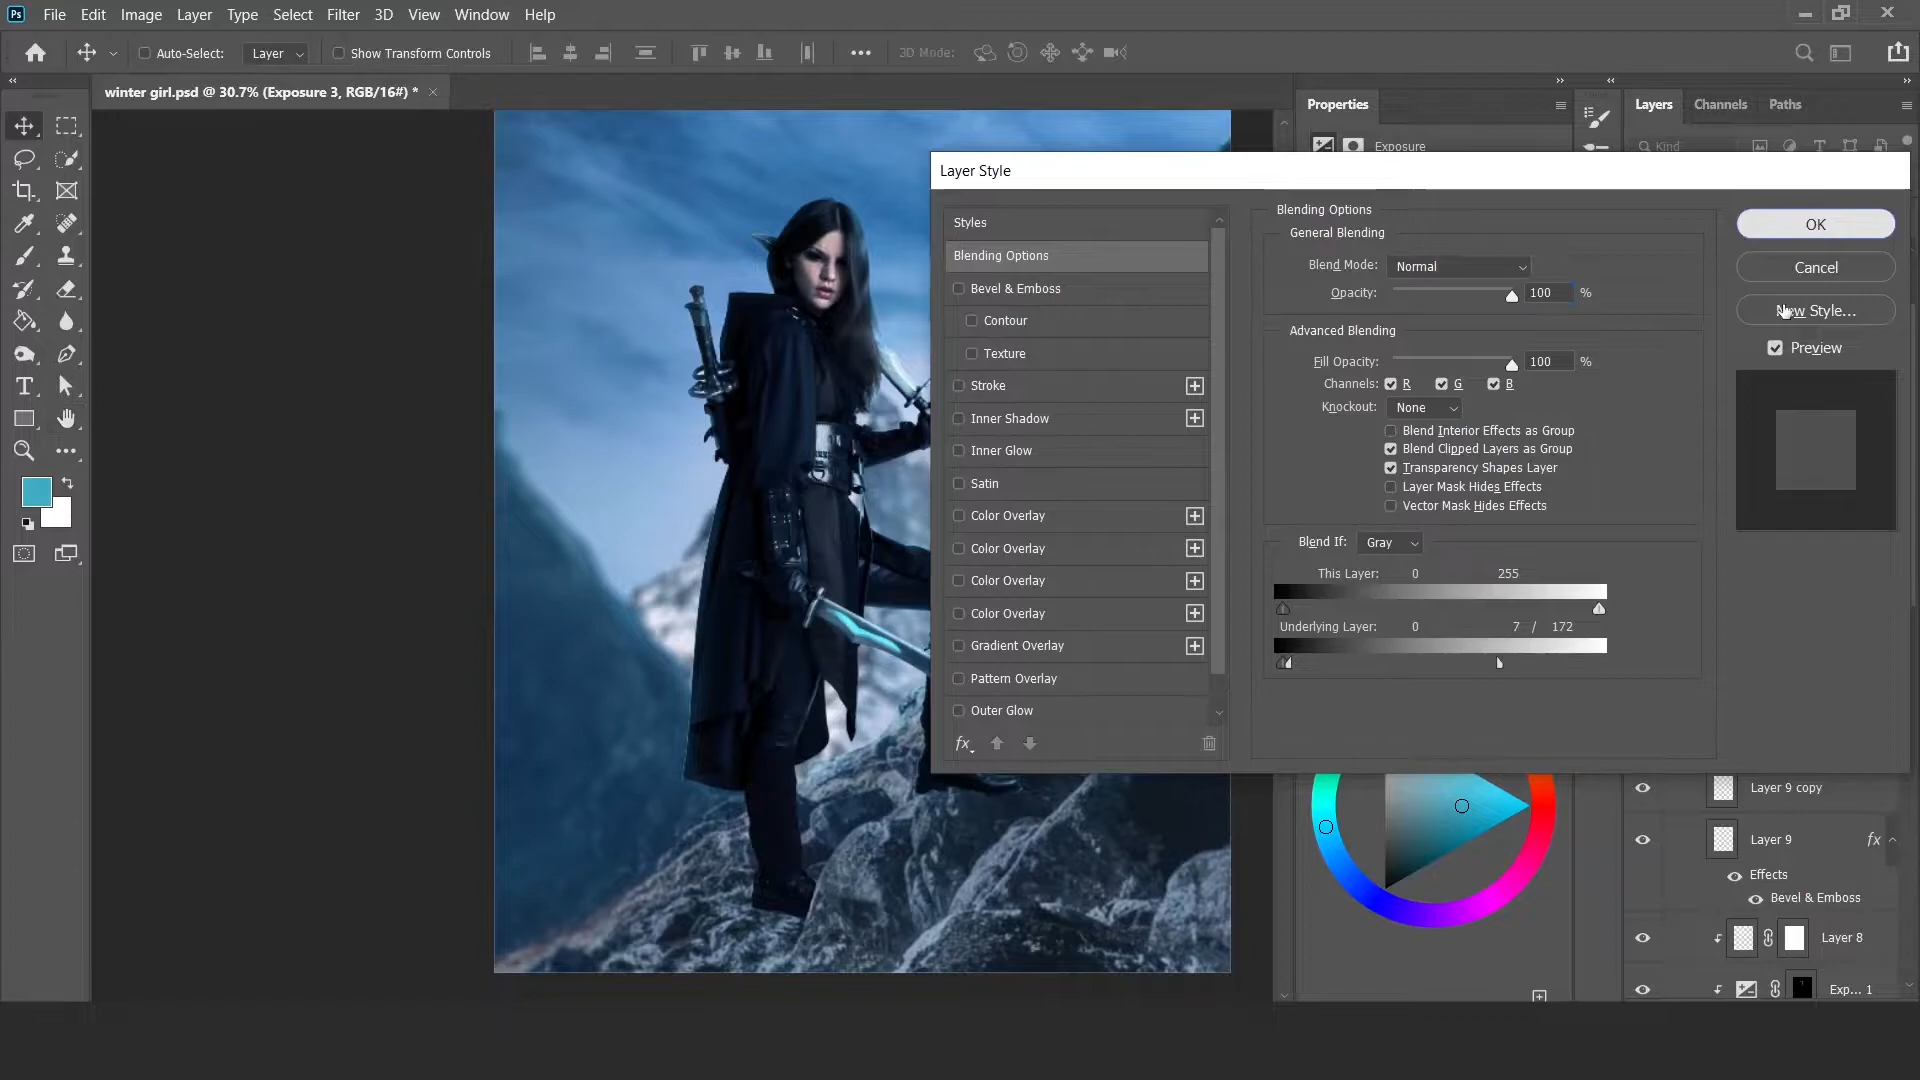 Ps File Edit Image Layer Type Select Filter 3D View Window Help
Auto-Select: Layer Show Transform Controls 3D Mode:
winter girl.psd @ 30.7% (Exposure 3, RGB/16#) *
Properties
Layers Channels Paths
Exposure
Kind
Layer Style
Styles
Blending Options
Bevel & Emboss
Contour
Texture
Stroke
Inner Shadow
Inner Glow
Satin
Color Overlay
Color Overlay
Color Overlay
Color Overlay
Gradient Overlay
Pattern Overlay
Outer Glow
fx
Blending Options
General Blending
Blend Mode: Normal
Opacity: 100 %
Advanced Blending
Fill Opacity: 100 %
Channels: R G B
Knockout: None
Blend Interior Effects as Group
Blend Clipped Layers as Group
Transparency Shapes Layer
Layer Mask Hides Effects
Vector Mask Hides Effects
Blend If: Gray
This Layer: 0 255
Underlying Layer: 0 7 / 172
OK
Cancel
New Style...
Preview
Layer 9 copy
Layer 9 fx
Effects
Bevel & Emboss
Layer 8
Exp... 1